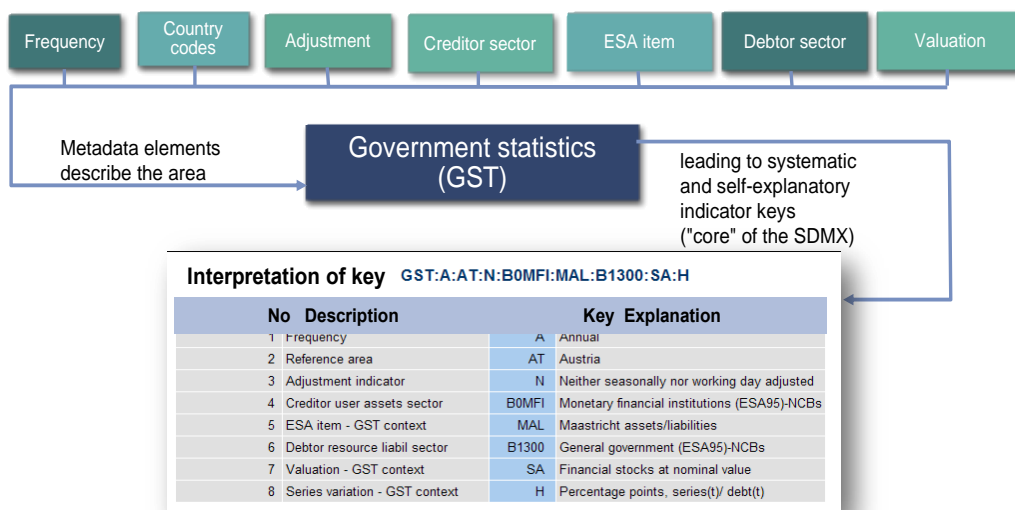 Frequency
Country
codes
Adjustment
Creditor sector
ESA item
Debtor sector
Valuation
Metadata elements
describe the area
Government statistics
(GST)
leading to systematic
and self-explanatory
indicator keys
("core" of the SDMX)
Interpretation of key GST:A:AT:N:B0MFI:MAL:B1300:SA:H
No Description Key Explanation
1 Frequency A Annual
2 Reference area AT Austria
3 Adjustment indicator N Neither seasonally nor working day adjusted
4 Creditor user assets sector B0MFI Monetary financial institutions (ESA95)-NCBs
5 ESA item - GST context MAL Maastricht assets/liabilities
6 Debtor resource liabil sector B1300 General government (ESA95)-NCBs
7 Valuation - GST context SA Financial stocks at nominal value
8 Series variation - GST context H Percentage points, series(t)/ debt(t)